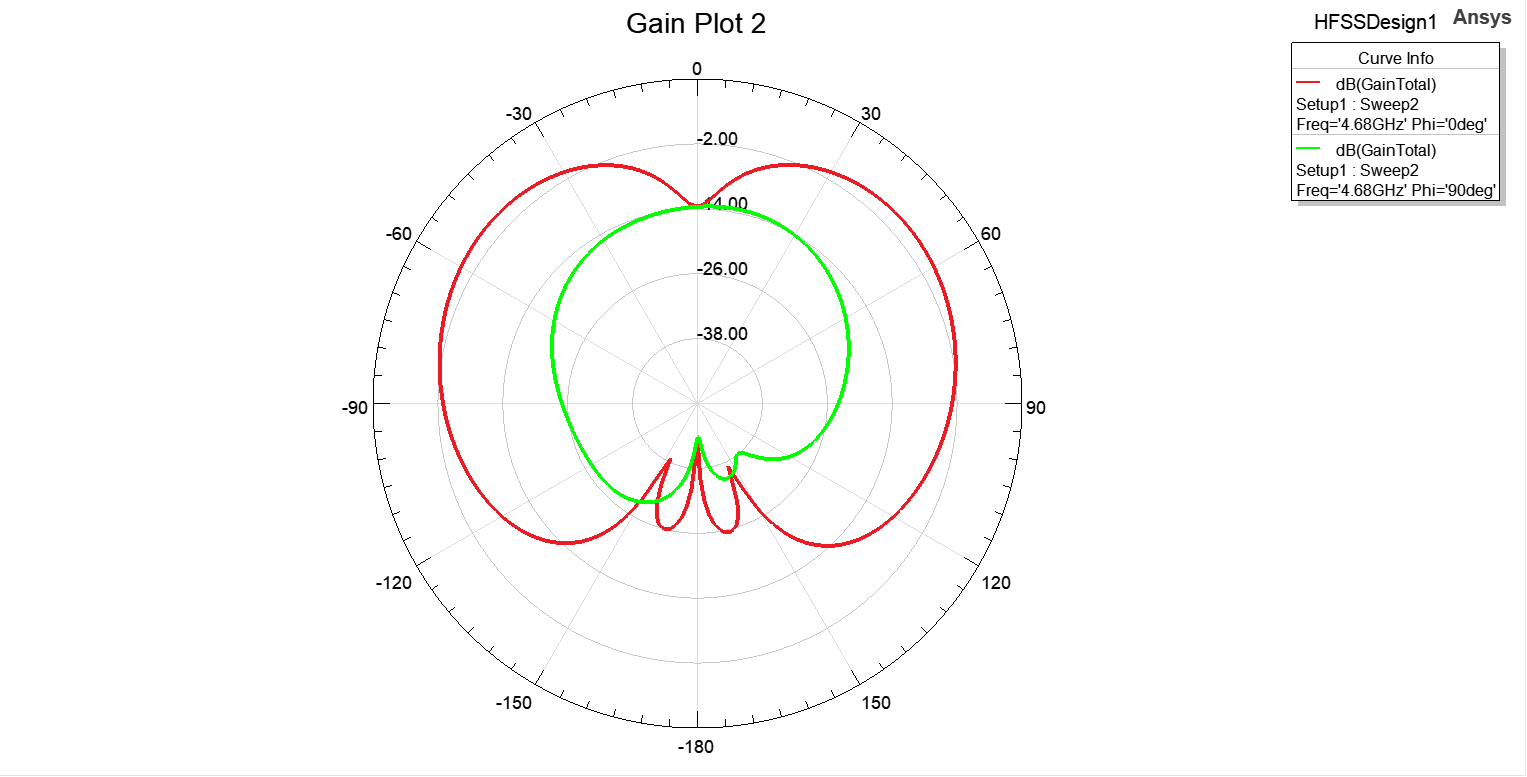 Gain Plot 2
HFSSDesign1
Ansys
Curve Info
dB(GainTotal)
Setup1 : Sweep2
Freq='4.68GHz' Phi='0deg'
dB(GainTotal)
Setup1 : Sweep2
Freq='4.68GHz' Phi='90deg'
0
-30
30
-2.00
-14.00
-60
60
-26.00
-38.00
-90
90
-120
120
-150
150
-180